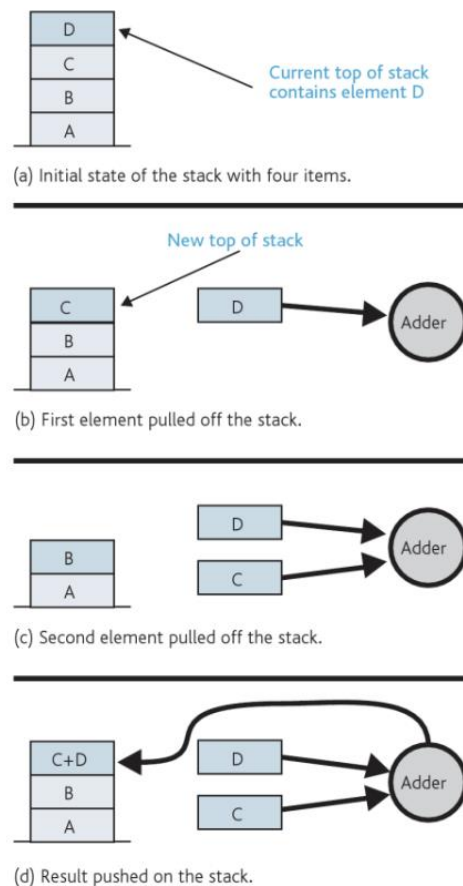 D
C
B
A
Current top of stack
contains element D
(a) Initial state of the stack with four items.
New top of stack
C
B
A
D
Adder
(b) First element pulled off the stack.
B
A
D
C
Adder
(c) Second element pulled off the stack.
C+D
B
A
D
C
Adder
(d) Result pushed on the stack.